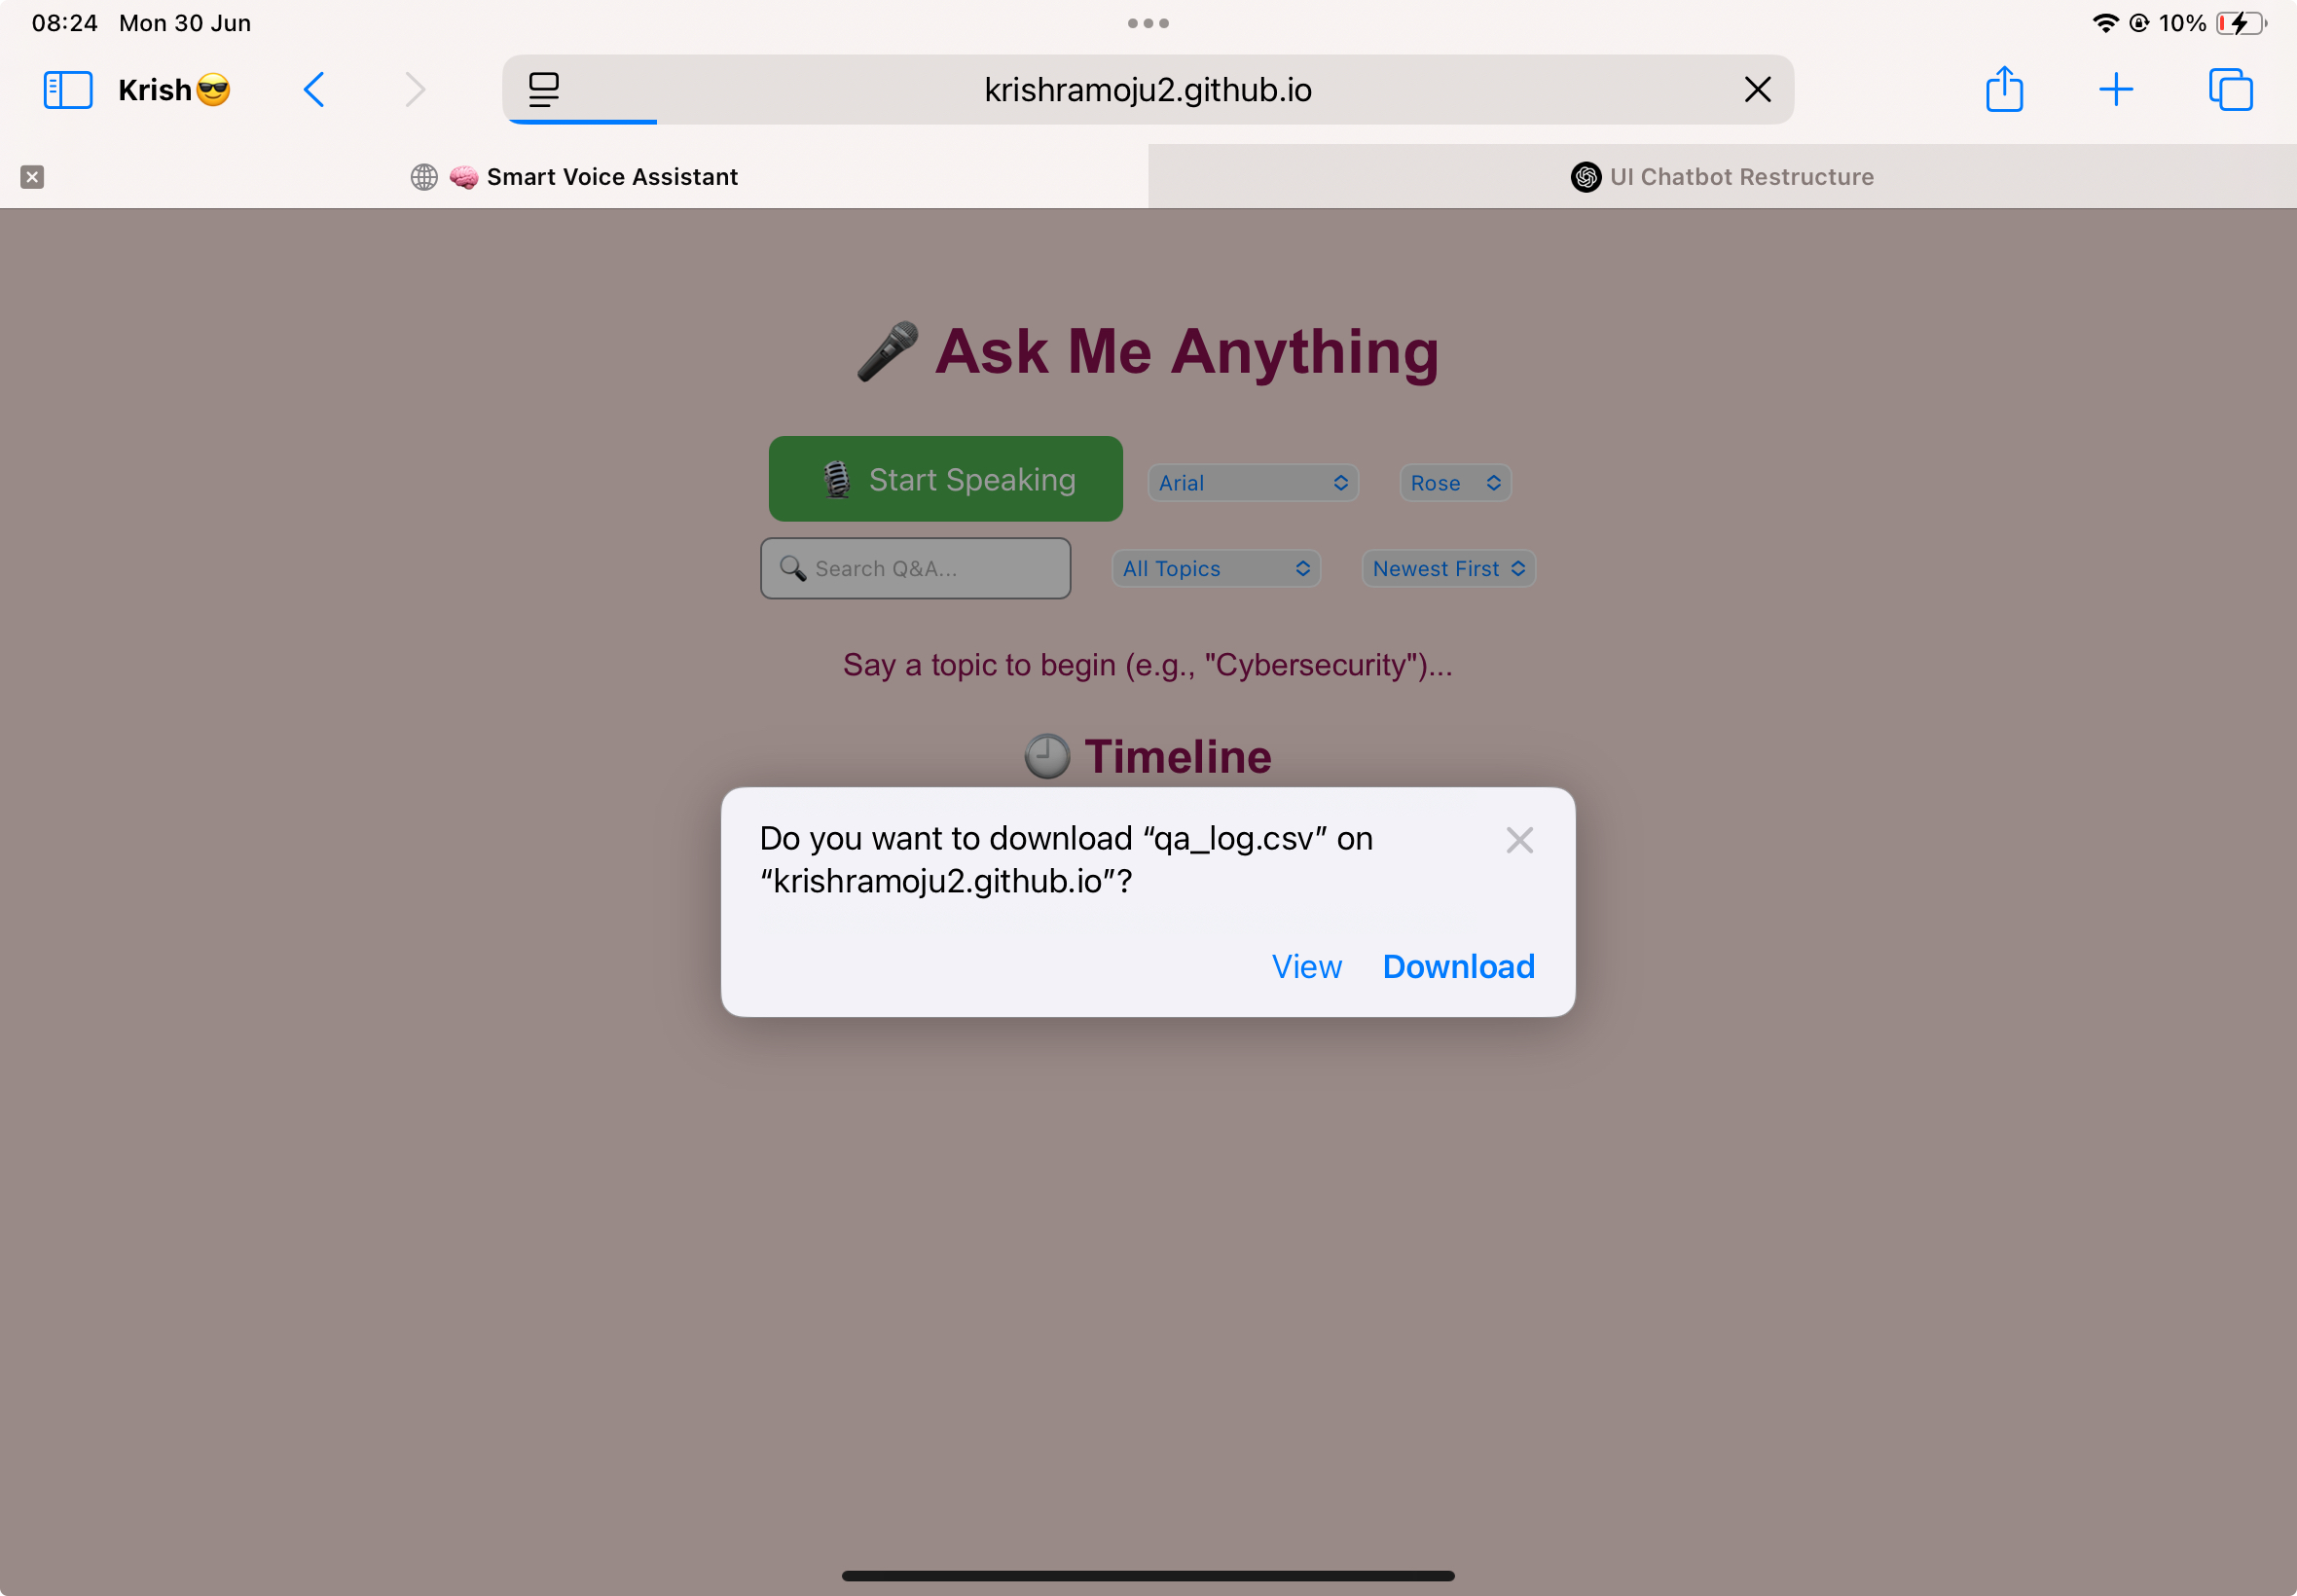 08:24 Mon 30 Jun
10%
Krish😎
krishramoju2.github.io
🧠 Smart Voice Assistant
UI Chatbot Restructure
🎤 Ask Me Anything
🎙️ Start Speaking
Arial
Rose
🔍 Search Q&A...
All Topics
Newest First
Say a topic to begin (e.g., "Cybersecurity")...
🕘 Timeline
Do you want to download “qa_log.csv” on
“krishramoju2.github.io”?
View
Download